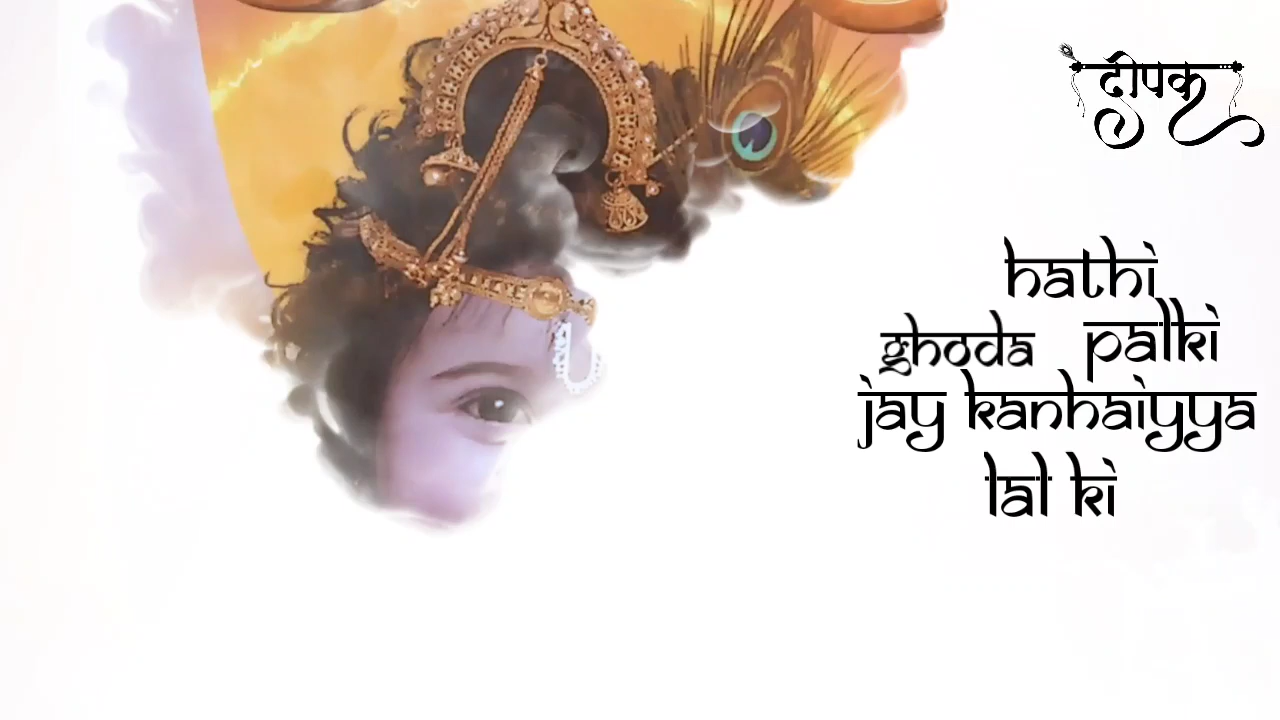 दीपक
hathi
ghoda palki
jay kanhaiyya
lal ki